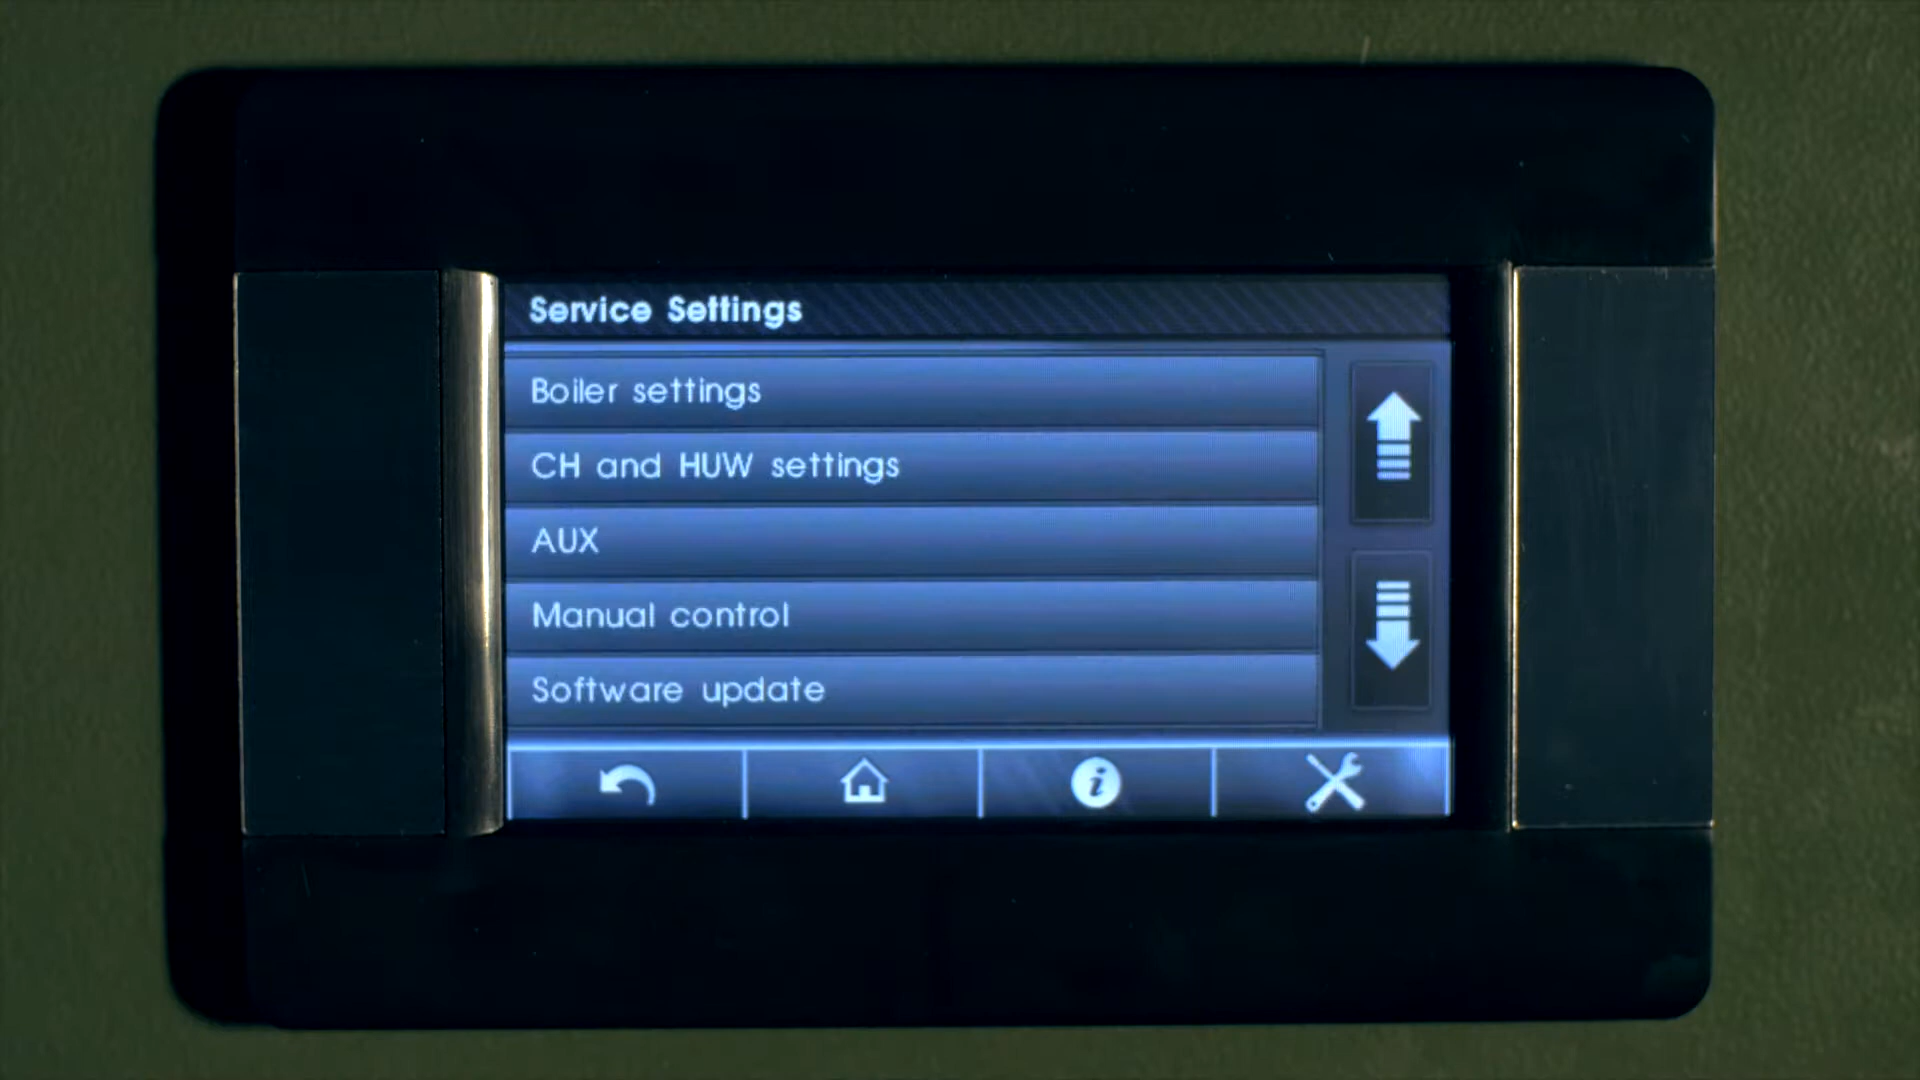 Service Settings
Boiler settings
CH and HUW settings
AUX
Manual control
Software update